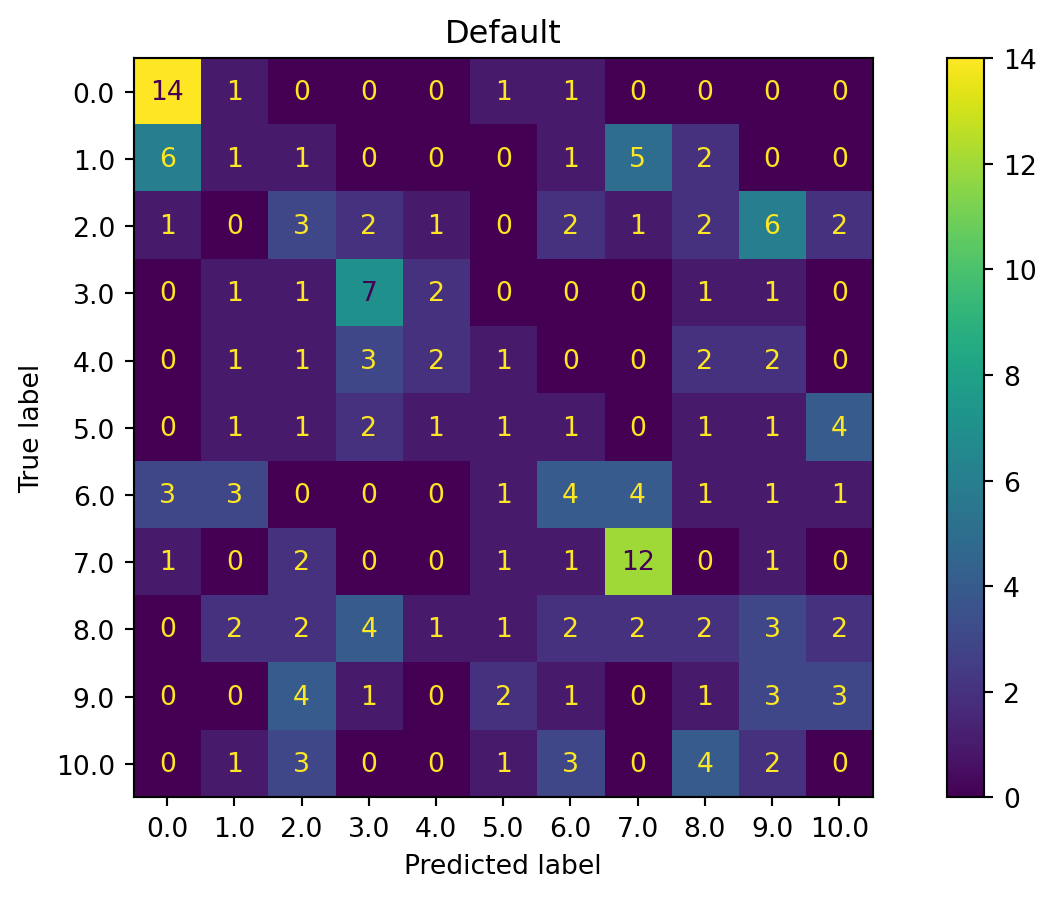 Default
0.0 14 1 0 0 0 1 1 0 0 0 0
1.0 6 1 1 0 0 0 1 5 2 0 0
2.0 1 0 3 2 1 0 2 1 2 6 2
3.0 0 1 1 7 2 0 0 0 1 1 0
4.0 0 1 1 3 2 1 0 0 2 2 0
5.0 0 1 1 2 1 1 1 0 1 1 4
6.0 3 3 0 0 0 1 4 4 1 1 1
7.0 1 0 2 0 0 1 1 12 0 1 0
8.0 0 2 2 4 1 1 2 2 2 3 2
9.0 0 0 4 1 0 2 1 0 1 3 3
10.0 0 1 3 0 0 1 3 0 4 2 0
0.0 1.0 2.0 3.0 4.0 5.0 6.0 7.0 8.0 9.0 10.0
Predicted label
True label
14
12
10
8
6
4
2
0